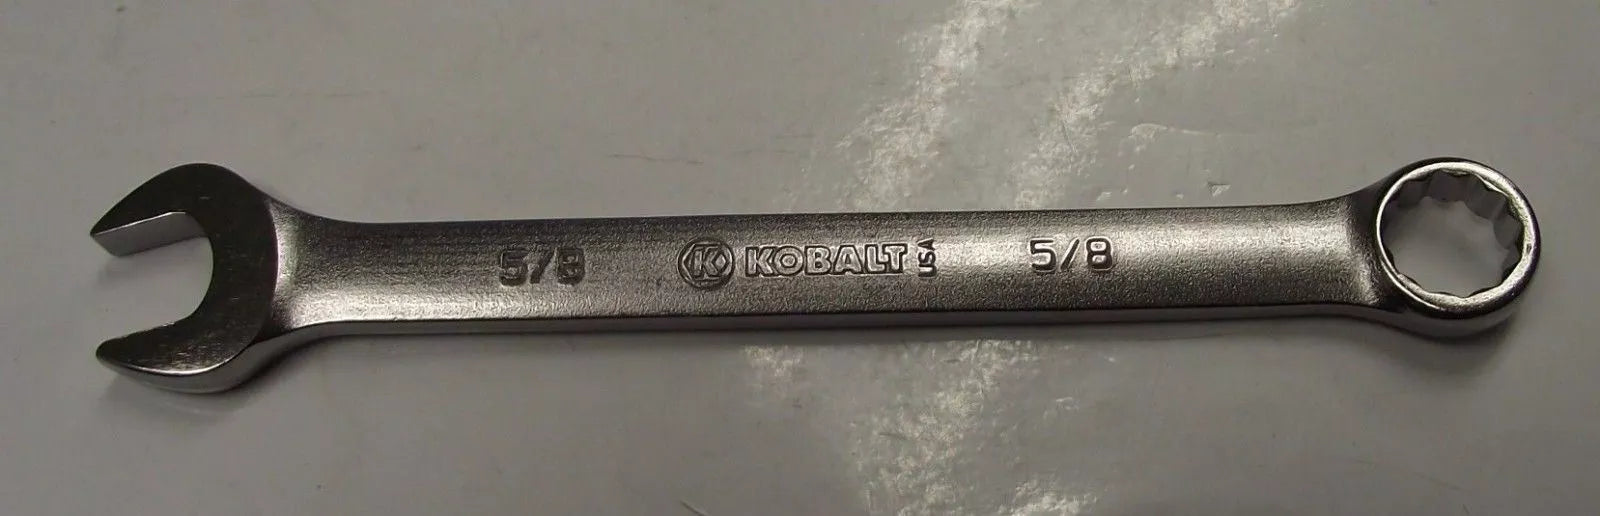 5/8 K KOBALT USA 5/8